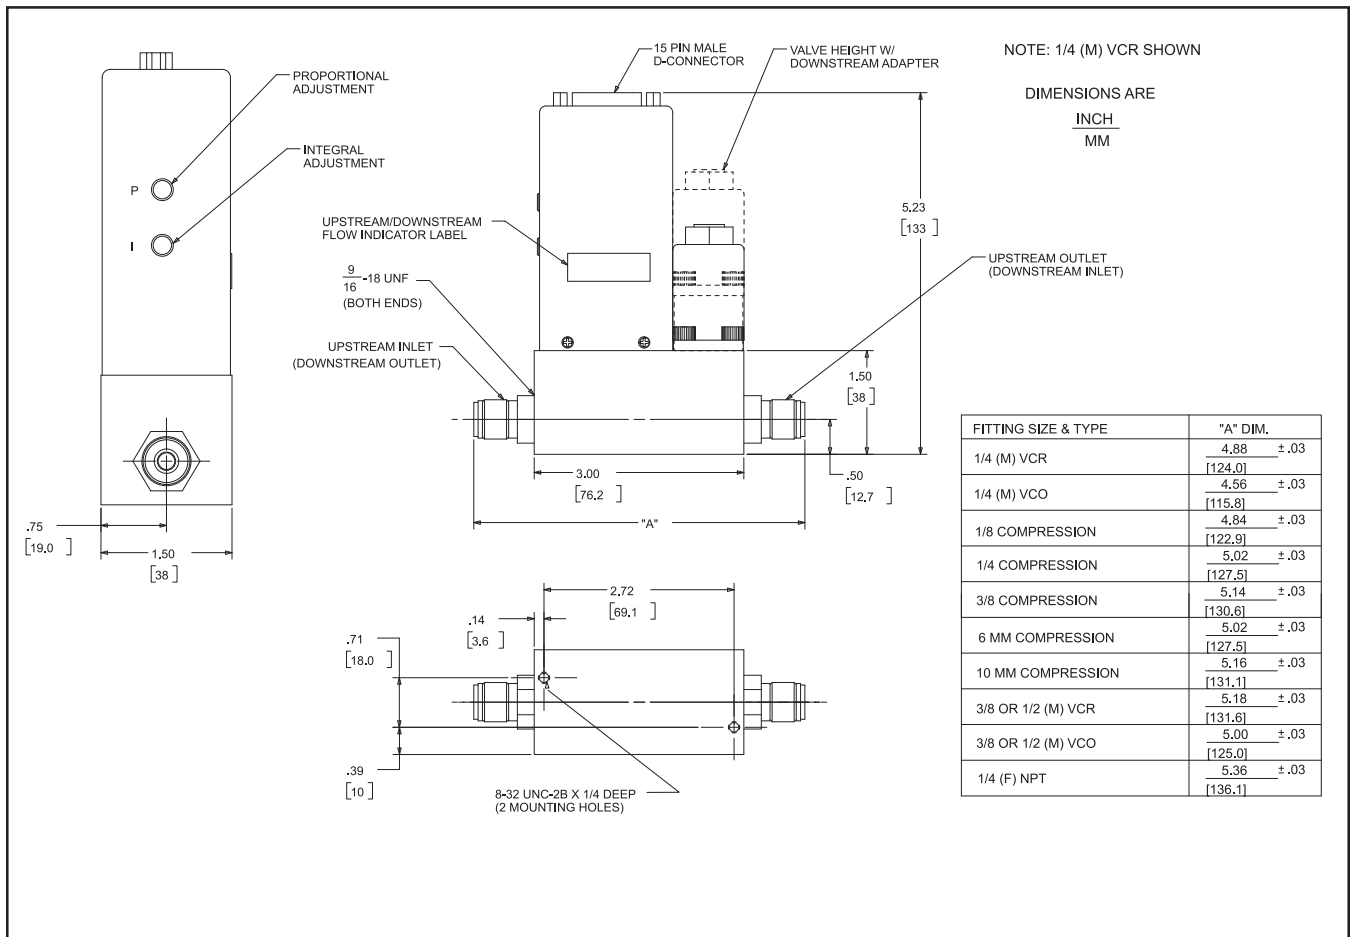 NOTE: 1/4 (M) VCR SHOWN
DIMENSIONS ARE
INCH
MM
PROPORTIONAL
ADJUSTMENT
INTEGRAL
ADJUSTMENT
P
I
.75
[19.0]
1.50
[38]
15 PIN MALE
D-CONNECTOR
VALVE HEIGHT W/
DOWNSTREAM ADAPTER
UPSTREAM/DOWNSTREAM
FLOW INDICATOR LABEL
9
16
-18 UNF
(BOTH ENDS)
UPSTREAM INLET
(DOWNSTREAM OUTLET)
5.23
[133]
UPSTREAM OUTLET
(DOWNSTREAM INLET)
1.50
[38]
3.00
[76.2]
.50
[12.7]
"A"
2.72
[69.1]
.14
[3.6]
.71
[18.0]
.39
[10]
8-32 UNC-2B X 1/4 DEEP
(2 MOUNTING HOLES)
FITTING SIZE & TYPE "A" DIM.
1/4 (M) VCR 4.88 ±.03
[124.0]
1/4 (M) VCO 4.56 ±.03
[115.8]
1/8 COMPRESSION 4.84 ±.03
[122.9]
1/4 COMPRESSION 5.02 ±.03
[127.5]
3/8 COMPRESSION 5.14 ±.03
[130.6]
6 MM COMPRESSION 5.02 ±.03
[127.5]
10 MM COMPRESSION 5.16 ±.03
[131.1]
3/8 OR 1/2 (M) VCR 5.18 ±.03
[131.6]
3/8 OR 1/2 (M) VCO 5.00 ±.03
[125.0]
1/4 (F) NPT 5.36 ±.03
[136.1]